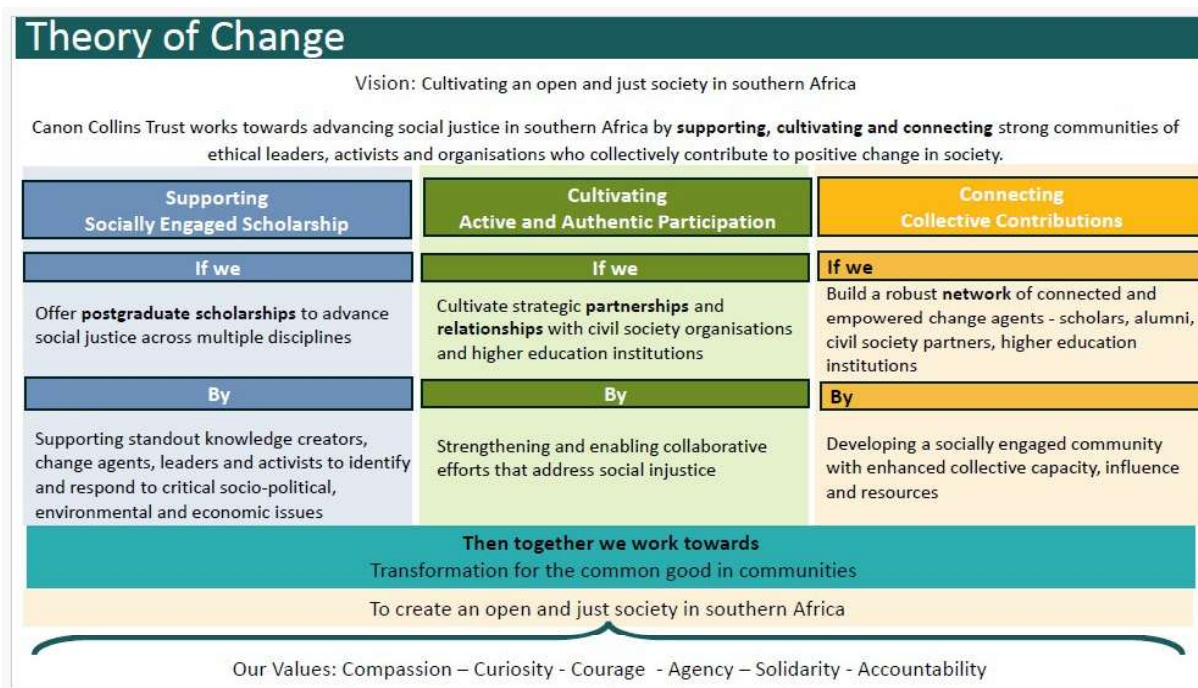 Theory of Change
Vision: Cultivating an open and just society in southern Africa
Canon Collins Trust works towards advancing social justice in southern Africa by supporting, cultivating and connecting strong communities of
ethical leaders, activists and organisations who collectively contribute to positive change in society.
Supporting
Socially Engaged Scholarship
If we
Offer postgraduate scholarships to advance
social justice across multiple disciplines
By
Supporting standout knowledge creators,
change agents, leaders and activists to identify
and respond to critical socio-political,
environmental and economic issues
Cultivating
Active and Authentic Participation
If we
Cultivate strategic partnerships and
relationships with civil society organisations
and higher education institutions
By
Strengthening and enabling collaborative
efforts that address social injustice
Connecting
Collective Contributions
If we
Build a robust network of connected and
empowered change agents - scholars, alumni,
civil society partners, higher education
institutions
By
Developing a socially engaged community
with enhanced collective capacity, influence
and resources
Then together we work towards
Transformation for the common good in communities
To create an open and just society in southern Africa
Our Values: Compassion – Curiosity - Courage - Agency – Solidarity - Accountability